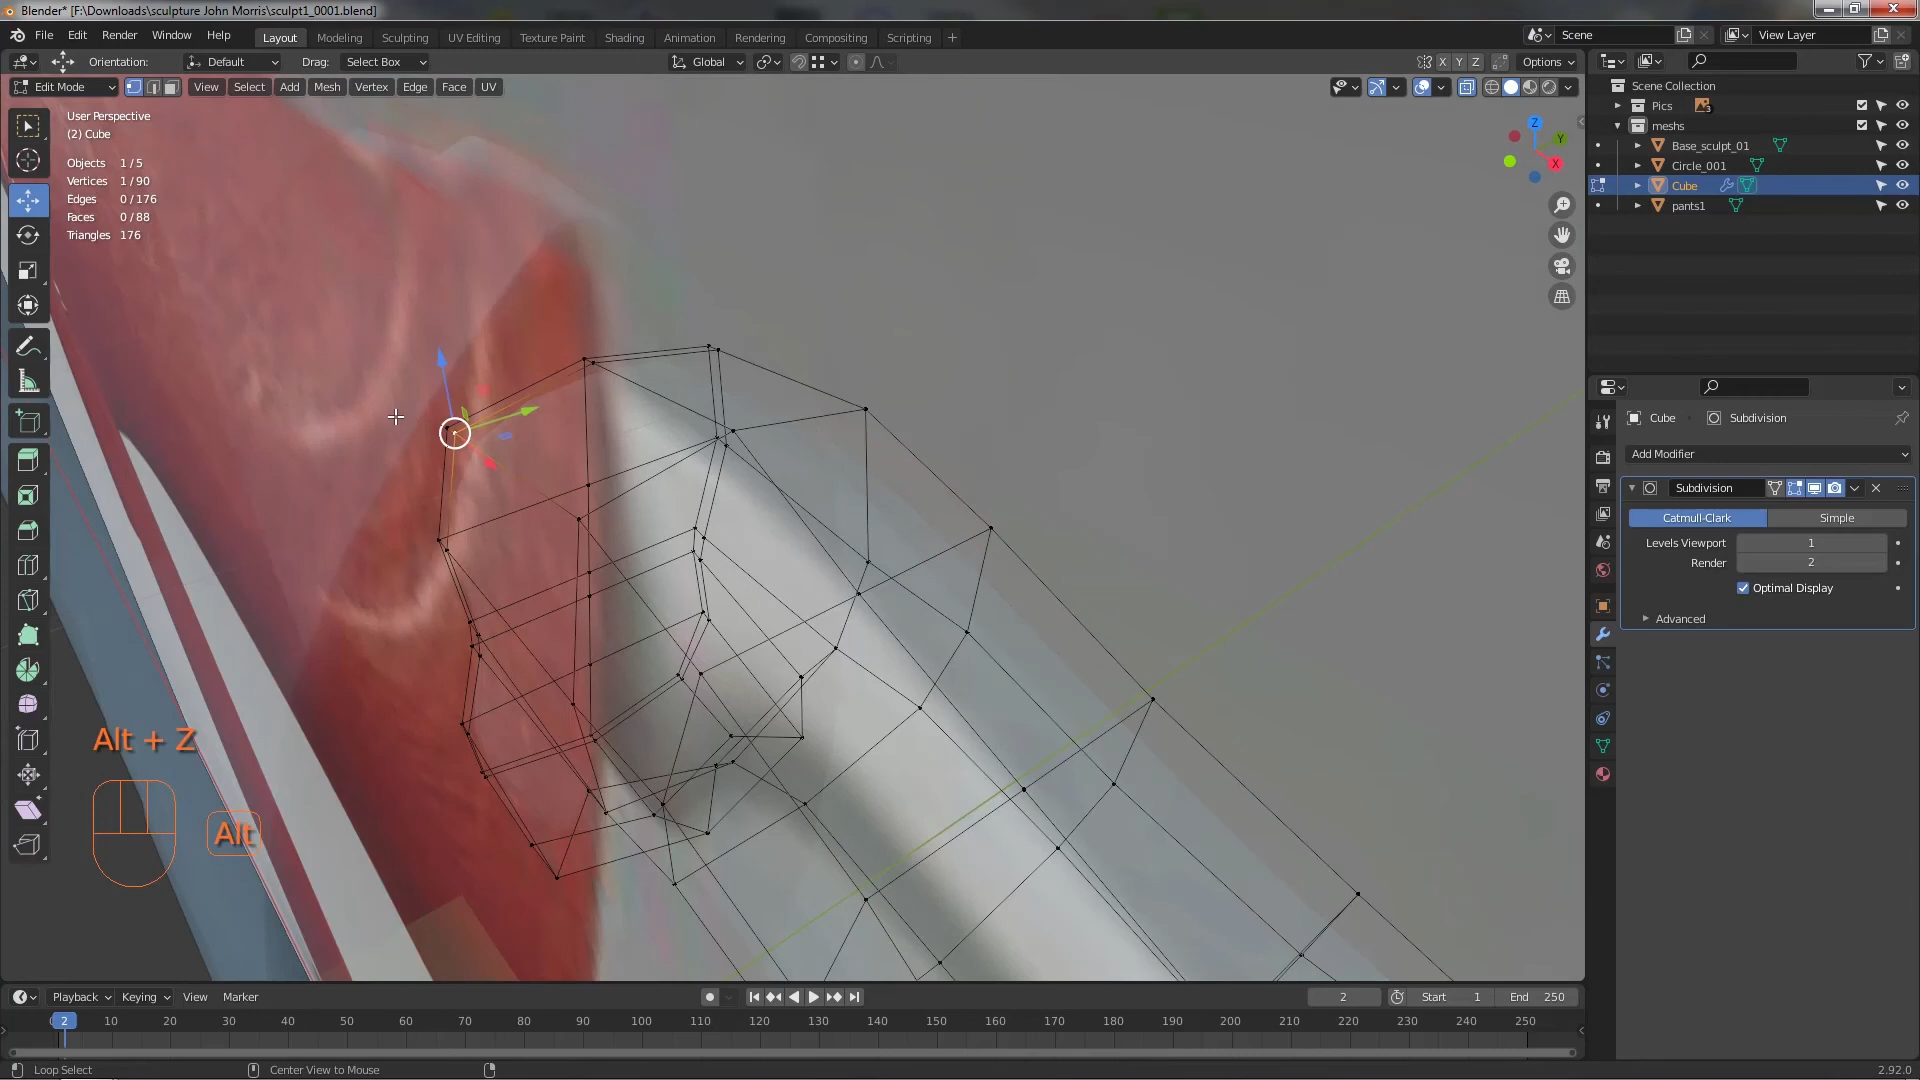 Blender* [F:\Downloads\sculpture John Morris\sculpt1_0001.blend]
File Edit Render Window Help Layout Modeling Sculpting UV Editing Texture Paint Shading Animation Rendering Compositing Scripting + Scene View Layer
Orientation: Default Drag: Select Box Global X Y Z Options
Edit Mode View Select Add Mesh Vertex Edge Face UV
User Perspective
(2) Cube
Objects 1/5
Vertices 1/90
Edges 0/176
Faces 0/88
Triangles 176
Z
Y
X
Scene Collection
Pics 3
meshs
Base_sculpt_01
Circle_001
Cube
pants1
Cube Subdivision
Add Modifier
Subdivision
Catmull-Clark Simple
Levels Viewport 1
Render 2
Optimal Display
Advanced
Alt + Z
Alt
Playback Keying View Marker 2 Start 1 End 250
2 10 20 30 40 50 60 70 80 90 100 110 120 130 140 150 160 170 180 190 200 210 220 230 240 250
Loop Select Center View to Mouse 2.92.0